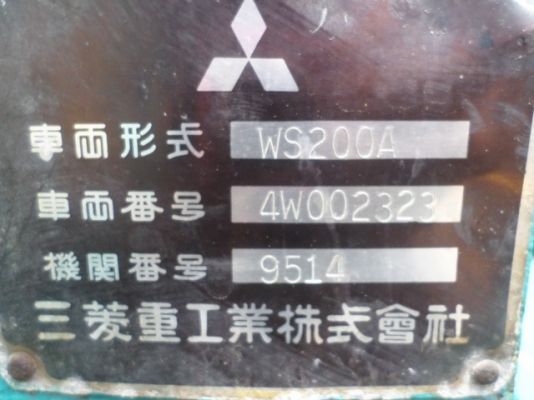 車両形式 WS200A
車両番号 4W002323
機関番号 9514
三菱重工業株式會社